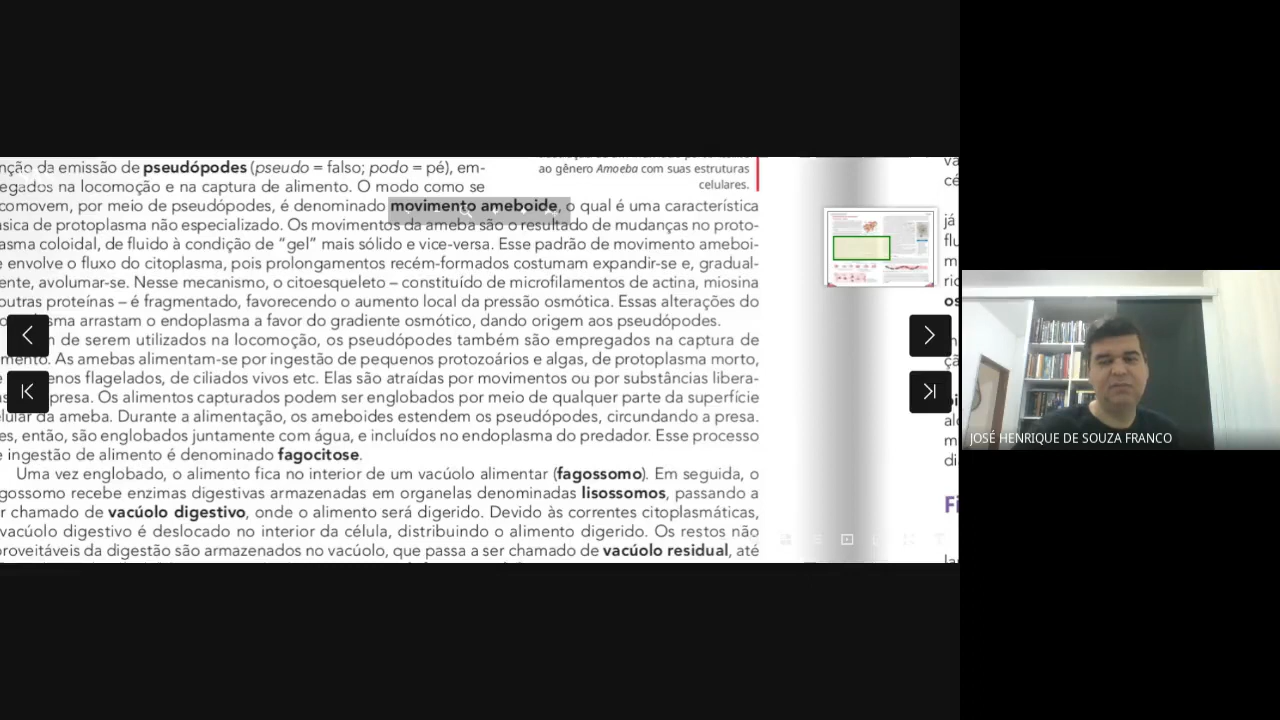 nção da emissão de pseudópodes (pseudo = falso; podo = pé), em-
egados na locomoção e na captura de alimento. O modo como se
comovem, por meio de pseudópodes, é denominado movimento ameboide, o qual é uma característica
ásica de protoplasma não especializado. Os movimentos da ameba são o resultado de mudanças no proto-
asma coloidal, de fluido à condição de "gel" mais sólido e vice-versa. Esse padrão de movimento ameboi-
e envolve o fluxo do citoplasma, pois prolongamentos recém-formados costumam expandir-se e, gradual-
ente, avolumar-se. Nesse mecanismo, o citoesqueleto – constituído de microfilamentos de actina, miosina
outras proteínas – é fragmentado, favorecendo o aumento local da pressão osmótica. Essas alterações do
plasma arrastam o endoplasma a favor do gradiente osmótico, dando origem aos pseudópodes.
m de serem utilizados na locomoção, os pseudópodes também são empregados na captura de
mento. As amebas alimentam-se por ingestão de pequenos protozoários e algas, de protoplasma morto,
enos flagelados, de ciliados vivos etc. Elas são atraídas por movimentos ou por substâncias libera-
presa. Os alimentos capturados podem ser englobados por meio de qualquer parte da superfície
elular da ameba. Durante a alimentação, os ameboides estendem os pseudópodes, circundando a presa.
es, então, são englobados juntamente com água, e incluídos no endoplasma do predador. Esse processo
e ingestão de alimento é denominado fagocitose.
Uma vez englobado, o alimento fica no interior de um vacúolo alimentar (fagossomo). Em seguida, o
gossomo recebe enzimas digestivas armazenadas em organelas denominadas lisossomos, passando a
r chamado de vacúolo digestivo, onde o alimento será digerido. Devido às correntes citoplasmáticas,
vacúolo digestivo é deslocado no interior da célula, distribuindo o alimento digerido. Os restos não
proveitáveis da digestão são armazenados no vacúolo, que passa a ser chamado de vacúolo residual, até
ao gênero Amoeba com suas estruturas
celulares.
cé
já
flu
m
ric
os
çã
alg
m
di
Fi
JOSÉ HENRIQUE DE SOUZA FRANCO